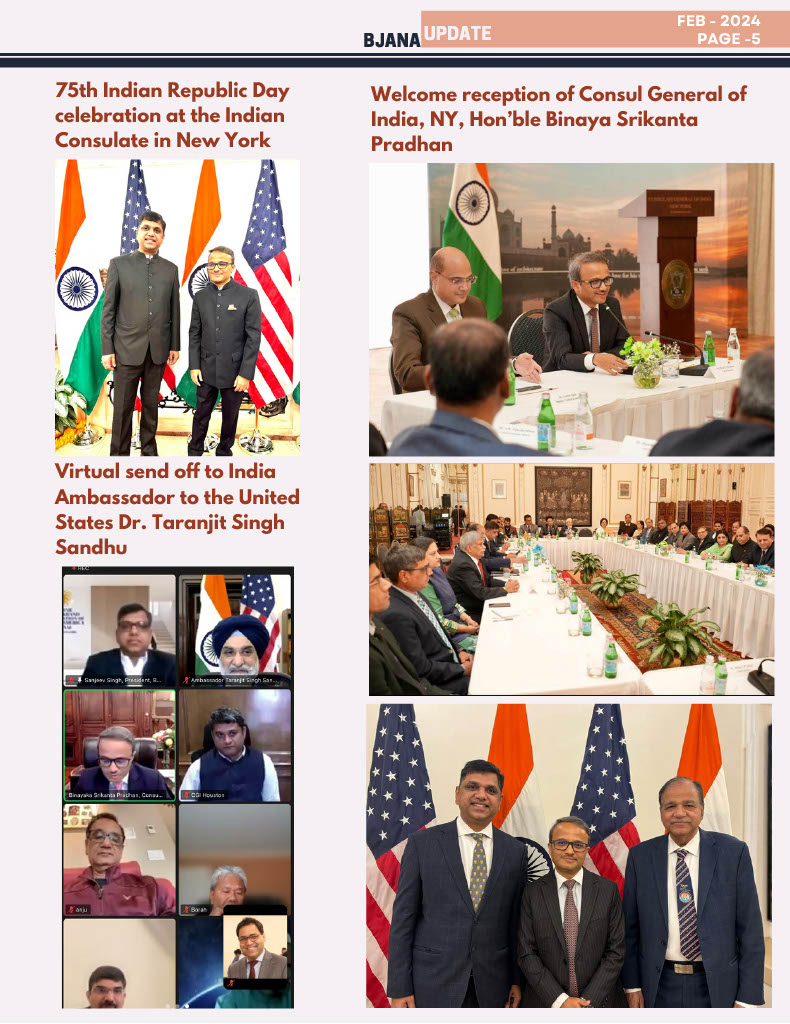 BJANA UPDATE
FEB - 2024
PAGE -5
75th Indian Republic Day
celebration at the Indian
Consulate in New York
Welcome reception of Consul General of
India, NY, Hon’ble Binaya Srikanta
Pradhan
Virtual send off to India
Ambassador to the United
States Dr. Taranjit Singh
Sandhu
REC
Sanjeev Singh, President, B...
Ambassador Taranjit Singh San...
Binayaka Srikanta Pradhan, Consu...
CGI Houston
Anju
Borah